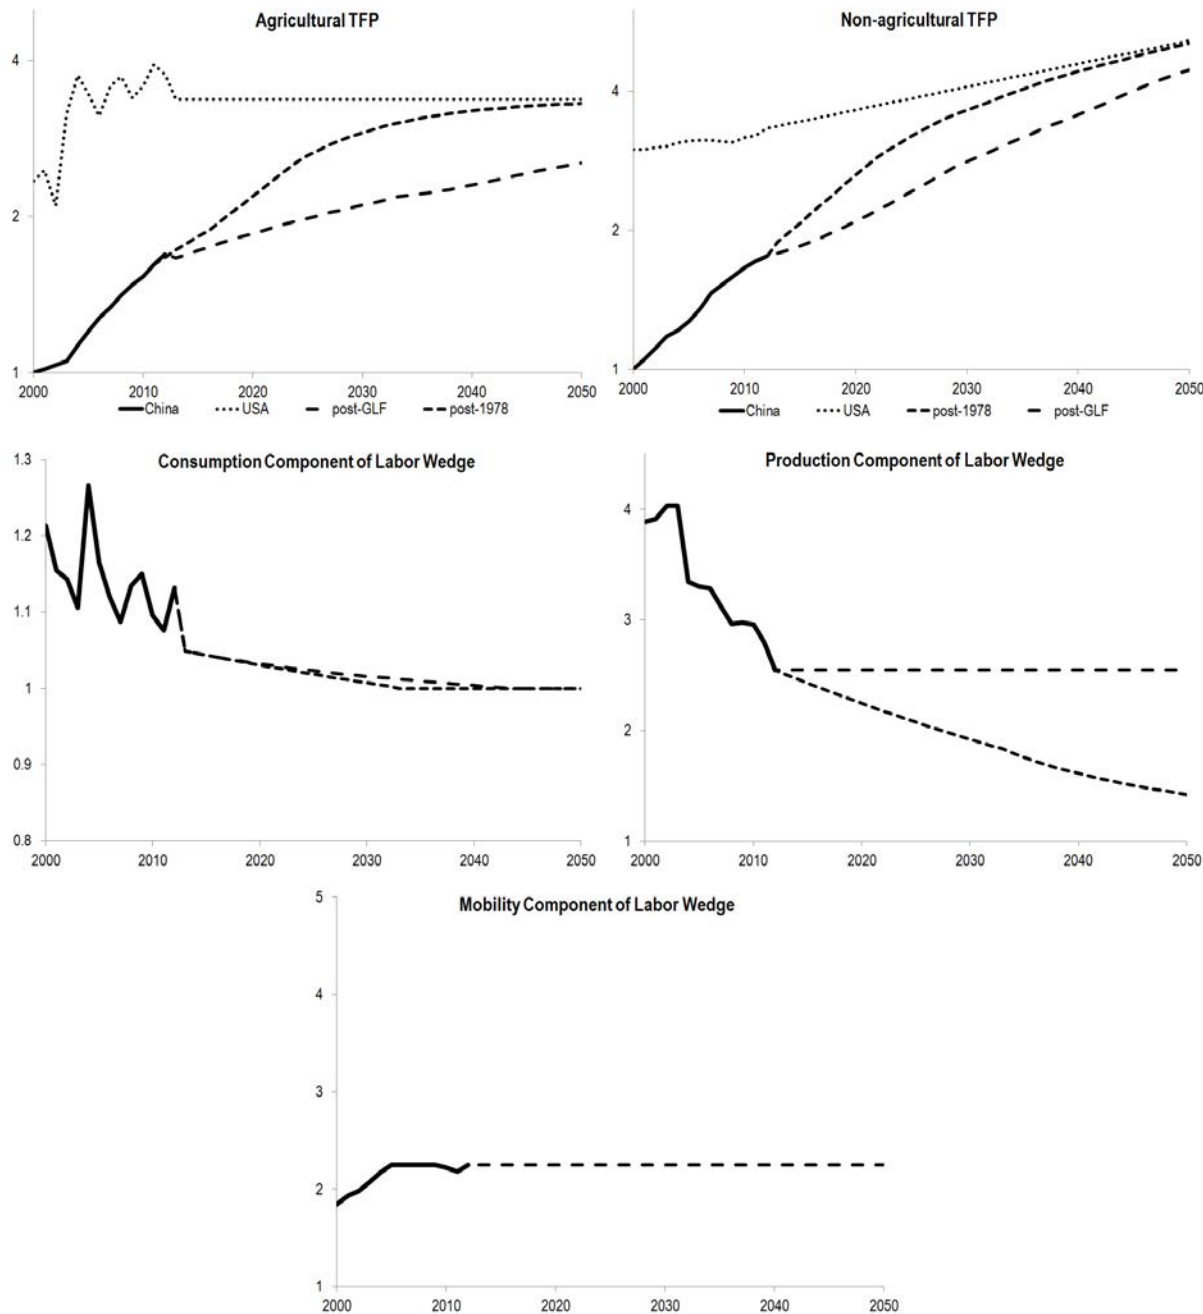 Agricultural TFP
4
2
1
2000 2010 2020 2030 2040 2050
China USA post-GLF post-1978
Non-agricultural TFP
4
2
1
2000 2010 2020 2030 2040 2050
China USA post-1978 post-GLF
Consumption Component of Labor Wedge
1.3
1.2
1.1
1
0.9
0.8
2000 2010 2020 2030 2040 2050
Production Component of Labor Wedge
4
3
2
1
2000 2010 2020 2030 2040 2050
Mobility Component of Labor Wedge
5
4
3
2
1
2000 2010 2020 2030 2040 2050